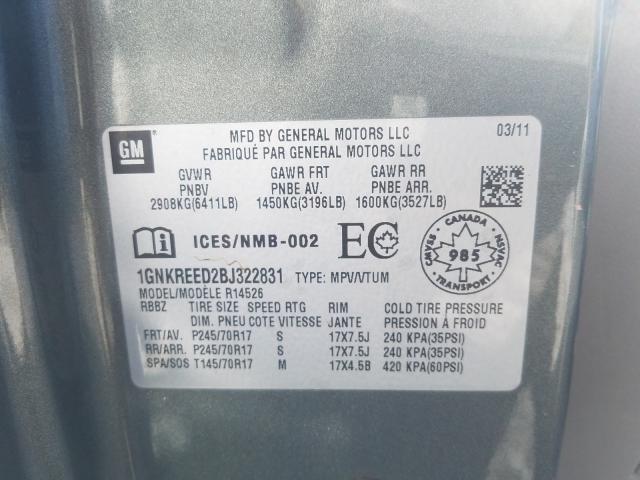 GM
MFD BY GENERAL MOTORS LLC 03/11
FABRIQUÉ PAR GENERAL MOTORS LLC
GVWR GAWR FRT GAWR RR
PNBV PNBE AV. PNBE ARR.
2908KG(6411LB) 1450KG(3196LB) 1600KG(3527LB)
ICES/NMB-002 EC CANADA 985 CMVSS NSVAC
1GNKREED2BJ322831 TYPE: MPV/VTUM
MODEL/MODÈLE R14526
RBBZ TIRE SIZE SPEED RTG RIM COLD TIRE PRESSURE
DIM. PNEU COTE VITESSE JANTE PRESSION À FROID
FRT/AV. P245/70R17 S 17X7.5J 240 KPA(35PSI)
RR/ARR. P245/70R17 S 17X7.5J 240 KPA(35PSI)
SPA/SOS T145/70R17 M 17X4.5B 420 KPA(60PSI)